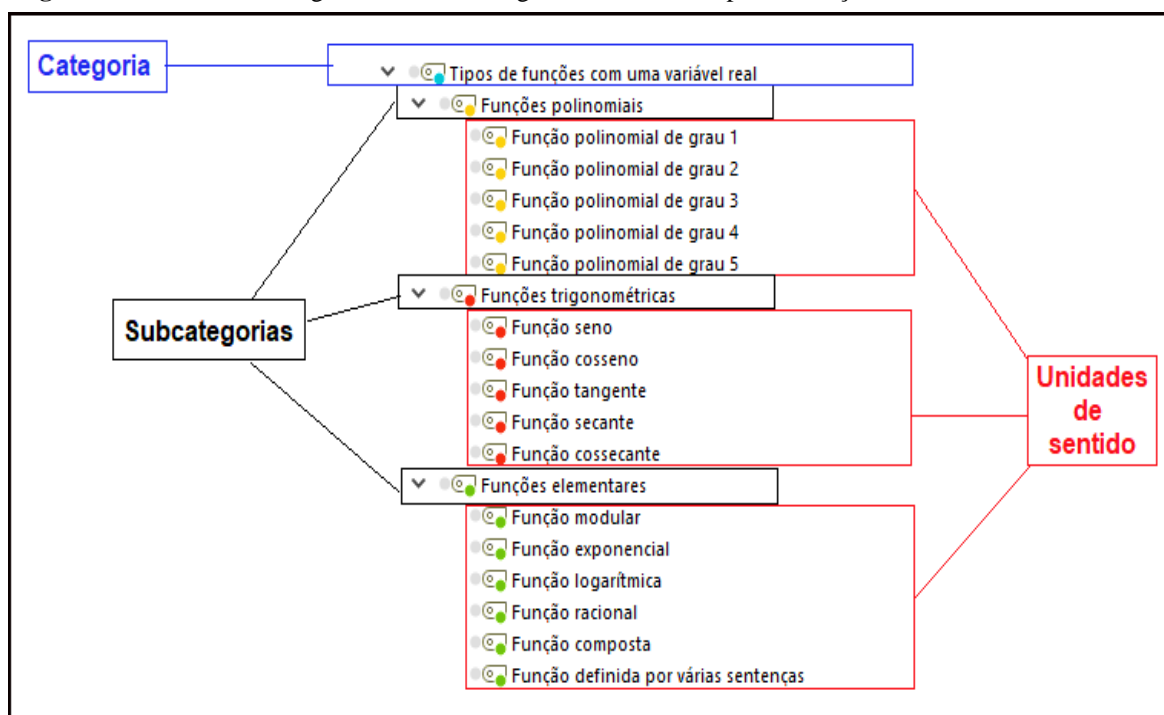 Categoria
Tipos de funções com uma variável real
Funções polinomiais
Função polinomial de grau 1
Função polinomial de grau 2
Função polinomial de grau 3
Função polinomial de grau 4
Função polinomial de grau 5
Funções trigonométricas
Função seno
Subcategorias
Função cosseno
Função tangente
Função secante
Função cossecante
Unidades
de
sentido
Funções elementares
Função modular
Função exponencial
Função logarítmica
Função racional
Função composta
Função definida por várias sentenças